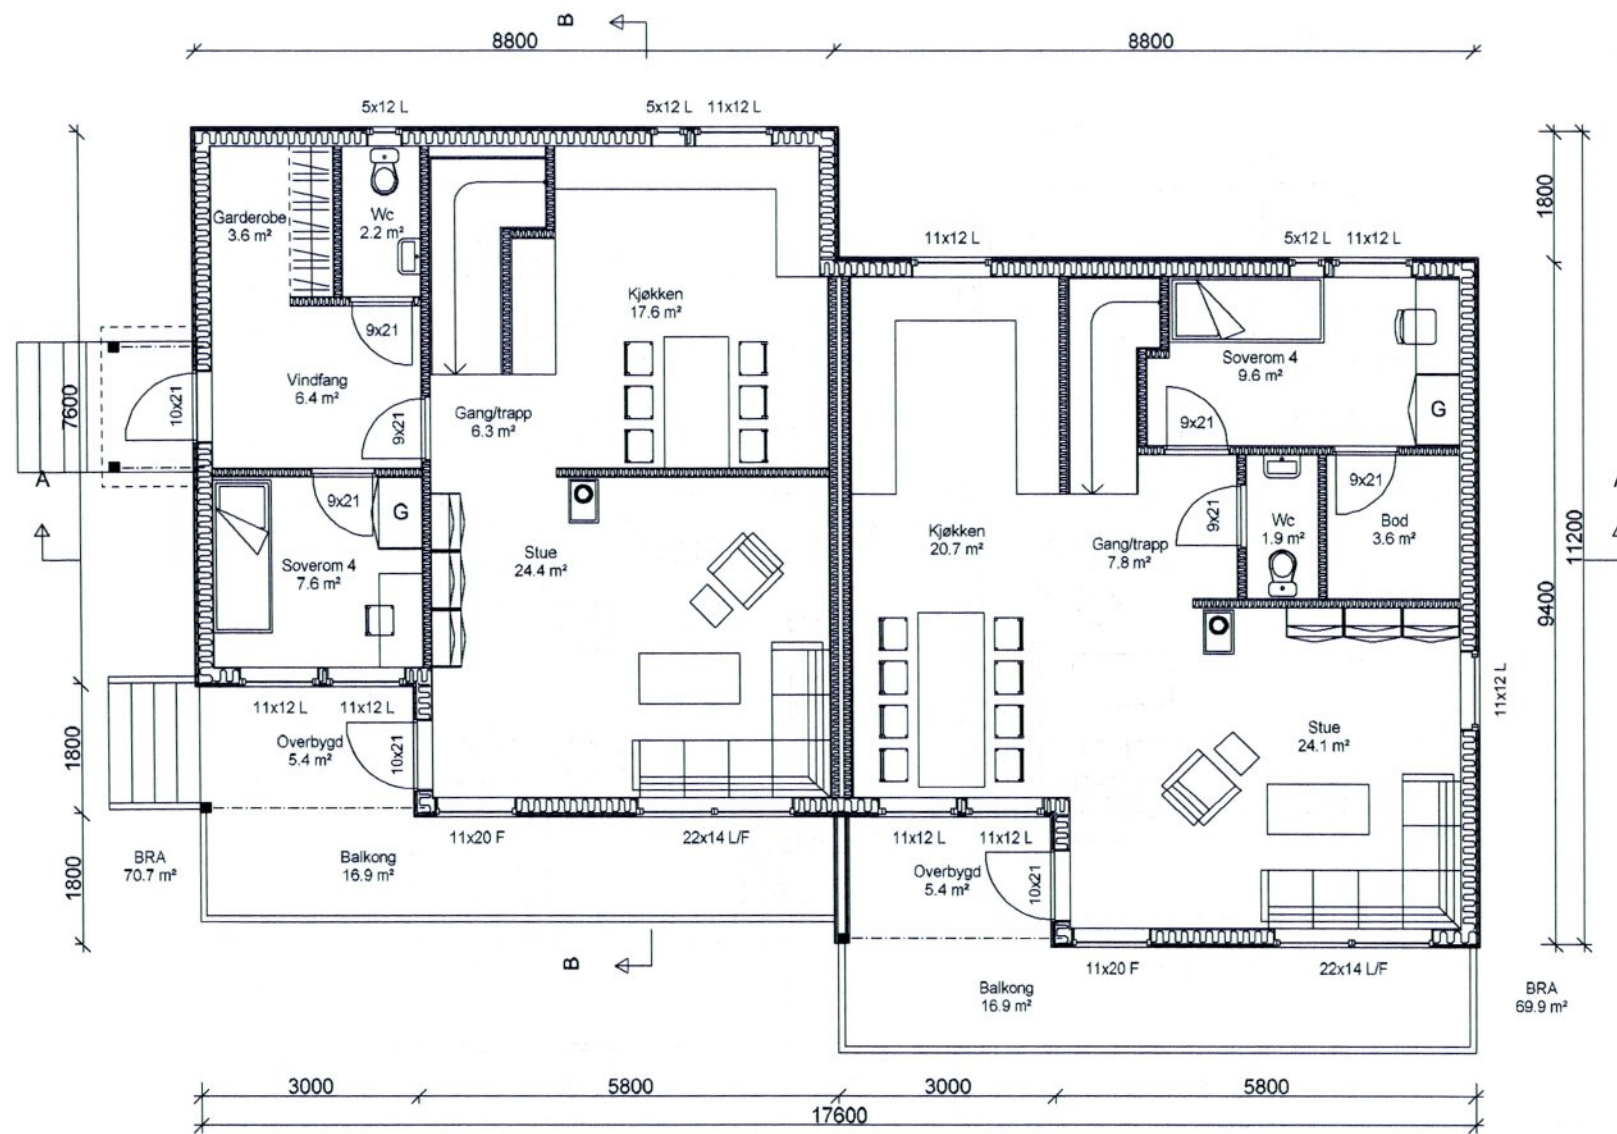 B
8800
8800
5x12 L
5x12 L
11x12 L
1800
Garderobe
3.6 m²
Wc
2.2 m²
11x12 L
5x12 L
11x12 L
Kjøkken
17.6 m²
9x21
Soverom 4
9.6 m²
Vindfang
6.4 m²
10x21
7600
Gang/trapp
6.3 m²
9x21
9x21
G
A
9x21
G
9x21
9x21
Wc
1.9 m²
Bod
3.6 m²
Kjøkken
20.7 m²
Gang/trapp
7.8 m²
Stue
24.4 m²
Soverom 4
7.6 m²
11200
9400
11x12 L
11x12 L
11x12 L
Overbygd
5.4 m²
10x21
1800
Stue
24.1 m²
11x20 F
22x14 L/F
11x12 L
11x12 L
BRA
70.7 m²
Balkong
16.9 m²
1800
Overbygd
5.4 m²
10x21
B
11x20 F
22x14 L/F
Balkong
16.9 m²
BRA
69.9 m²
3000
5800
3000
5800
17600